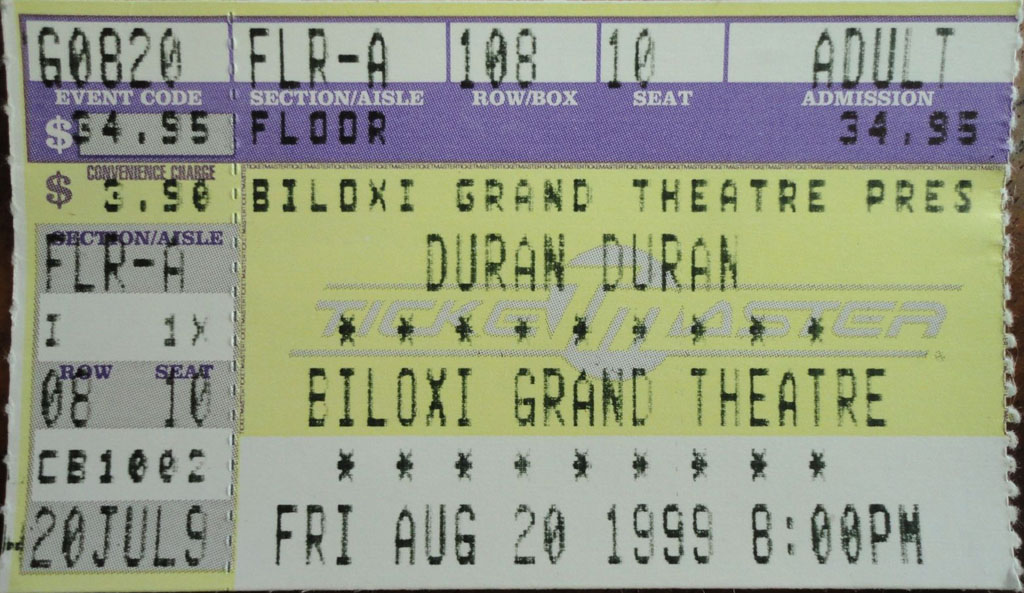 G0820 FLR-A 108 10 ADULT
EVENT CODE SECTION/AISLE ROW/BOX SEAT ADMISSION
$34.95 FLOOR 34.95
CONVENIENCE CHARGE
$ 3.90 BILOXI GRAND THEATRE PRES
SECTION/AISLE
FLR-A DURAN DURAN
TICKETMASTER
I 1X * * * * * * * * *
ROW SEAT
08 10 BILOXI GRAND THEATRE
CB1002 * * * * * * * * *
20JUL9 FRI AUG 20 1999 8:00PM